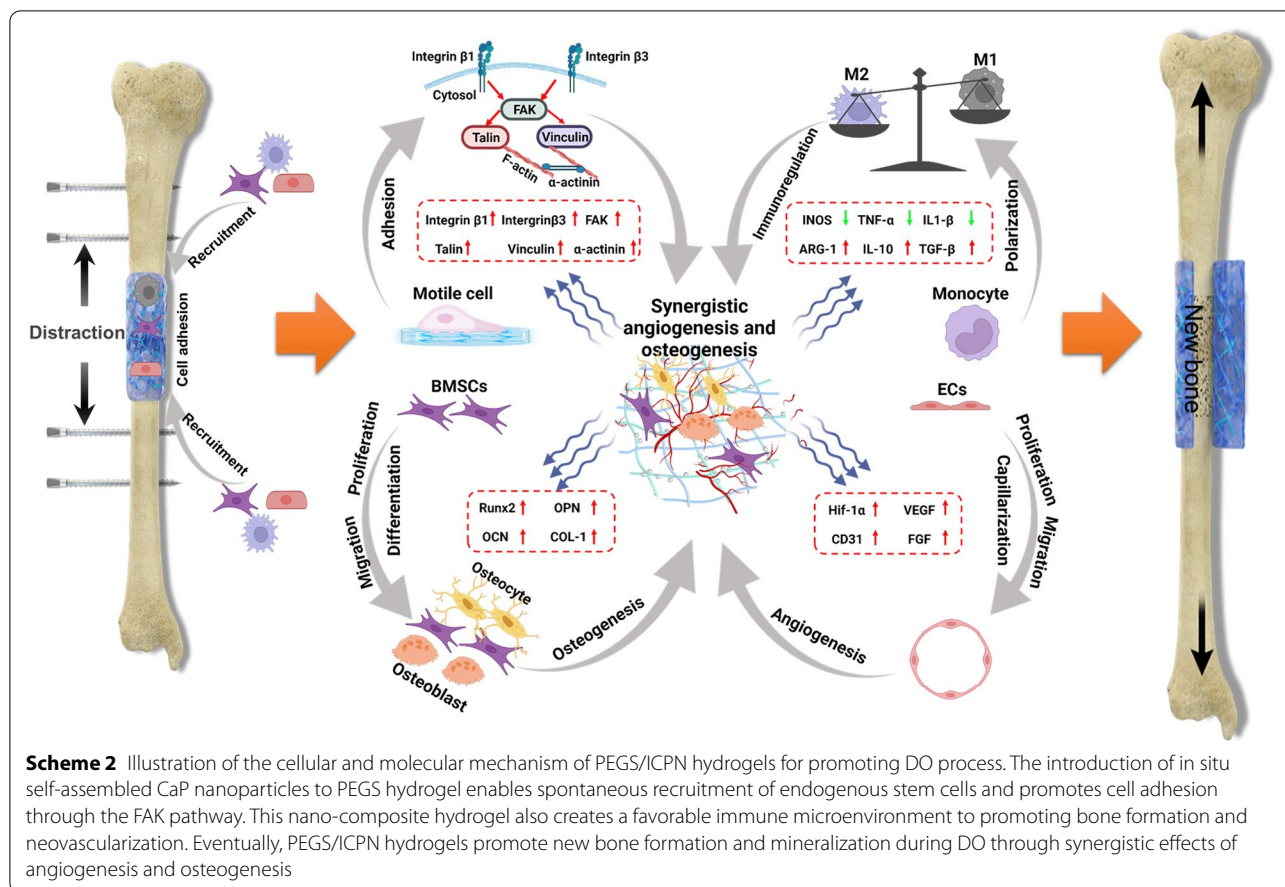 Integrin β1
Integrin β3
Cytosol
FAK
Talin
Vinculin
F-actin
α-actinin
Integrin β1 Intergrinβ3 FAK
Talin Vinculin α-actinin
Adhesion
Motile cell
M2
M1
Immunoregulation
INOS TNF-α IL1-β
ARG-1 IL-10 TGF-β
Polarization
Monocyte
Recruitment
Distraction
Cell adhesion
Recruitment
Synergistic
angiogenesis and
osteogenesis
BMSCs
Proliferation
Differentiation
Migration
Runx2 OPN
OCN COL-1
Osteocyte
Osteoblast
Osteogenesis
ECs
Proliferation
Capillarization
Migration
Hif-1α VEGF
CD31 FGF
Angiogenesis
New bone
Scheme 2 Illustration of the cellular and molecular mechanism of PEGS/ICPN hydrogels for promoting DO process. The introduction of in situ
self-assembled CaP nanoparticles to PEGS hydrogel enables spontaneous recruitment of endogenous stem cells and promotes cell adhesion
through the FAK pathway. This nano-composite hydrogel also creates a favorable immune microenvironment to promoting bone formation and
neovascularization. Eventually, PEGS/ICPN hydrogels promote new bone formation and mineralization during DO through synergistic effects of
angiogenesis and osteogenesis